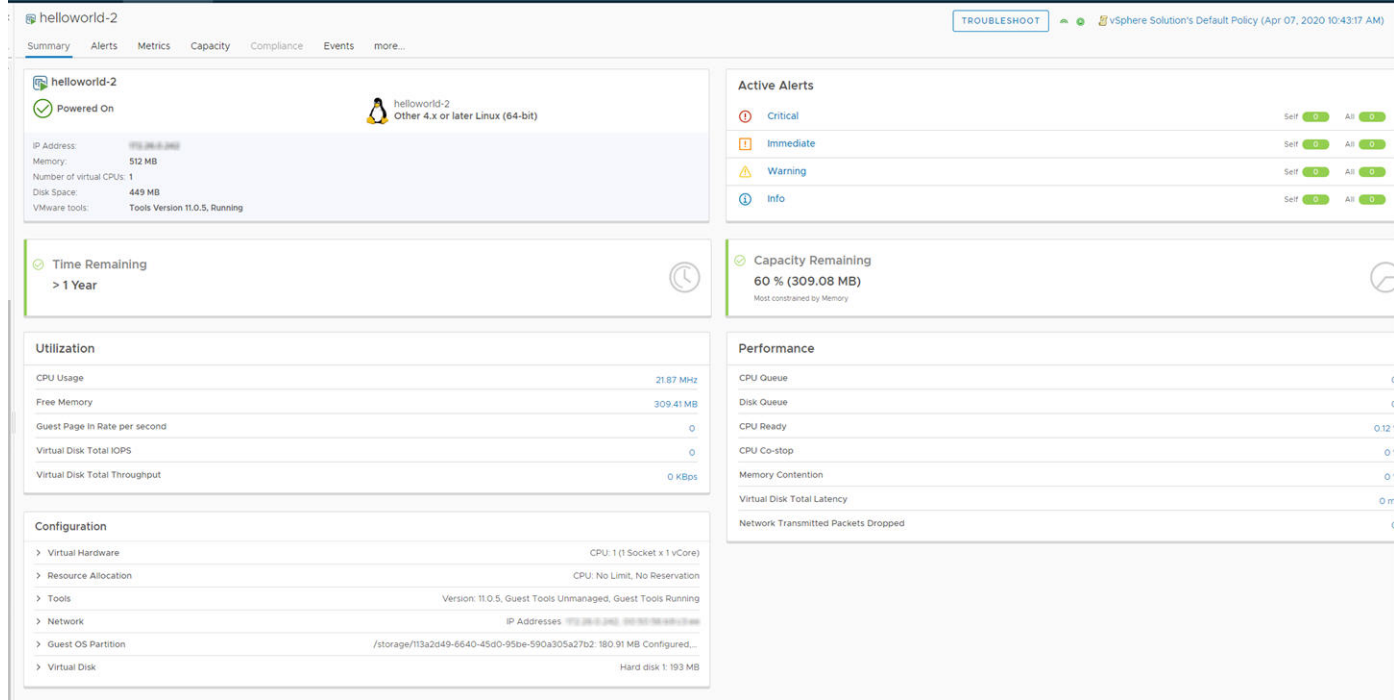 helloworld-2
TROUBLESHOOT
vSphere Solution's Default Policy (Apr 07, 2020 10:43:17 AM)
Summary Alerts Metrics Capacity Compliance Events more...
helloworld-2
Powered On
helloworld-2
Other 4.x or later Linux (64-bit)
IP Address:
Memory: 512 MB
Number of virtual CPUs: 1
Disk Space: 449 MB
VMware tools: Tools Version 11.0.5, Running
Active Alerts
Critical Self 0 All 0
Immediate Self 0 All 0
Warning Self 0 All 0
Info Self 0 All 0
Time Remaining
> 1 Year
Capacity Remaining
60 % (309.08 MB)
Most constrained by Memory
Utilization
CPU Usage 21.87 MHz
Free Memory 309.41 MB
Guest Page In Rate per second 0
Virtual Disk Total IOPS 0
Virtual Disk Total Throughput 0 KBps
Performance
CPU Queue
Disk Queue
CPU Ready 0.12
CPU Co-stop 0
Memory Contention 0
Virtual Disk Total Latency 0 m
Network Transmitted Packets Dropped
Configuration
> Virtual Hardware CPU: 1 (1 Socket x 1 vCore)
> Resource Allocation CPU: No Limit, No Reservation
> Tools Version: 11.0.5, Guest Tools Unmanaged, Guest Tools Running
> Network IP Addresses
> Guest OS Partition /storage/113a2d49-6640-45d0-95be-590a305a27b2: 180.91 MB Configured,...
> Virtual Disk Hard disk 1: 193 MB